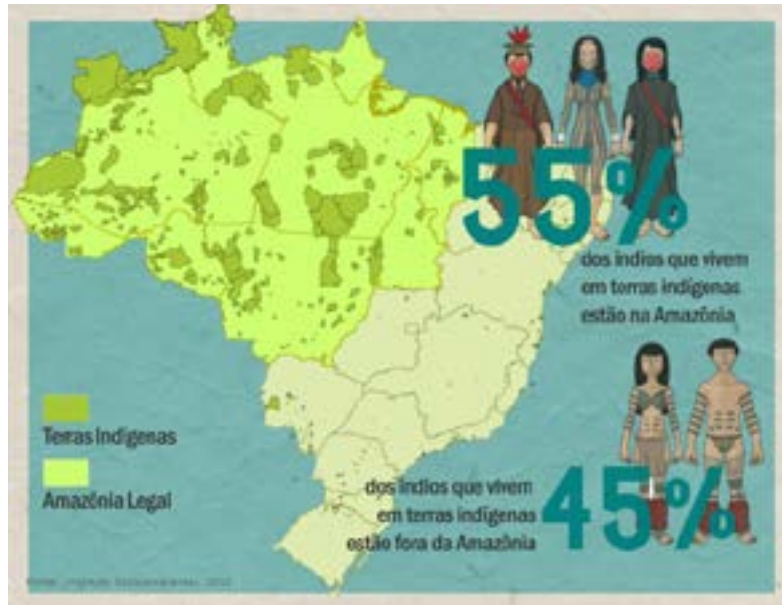 55%
dos índios que vivem
em terras indígenas
estão na Amazônia
Terras Indígenas
Amazônia Legal
dos índios que vivem
em terras indígenas
estão fora da Amazônia
45%